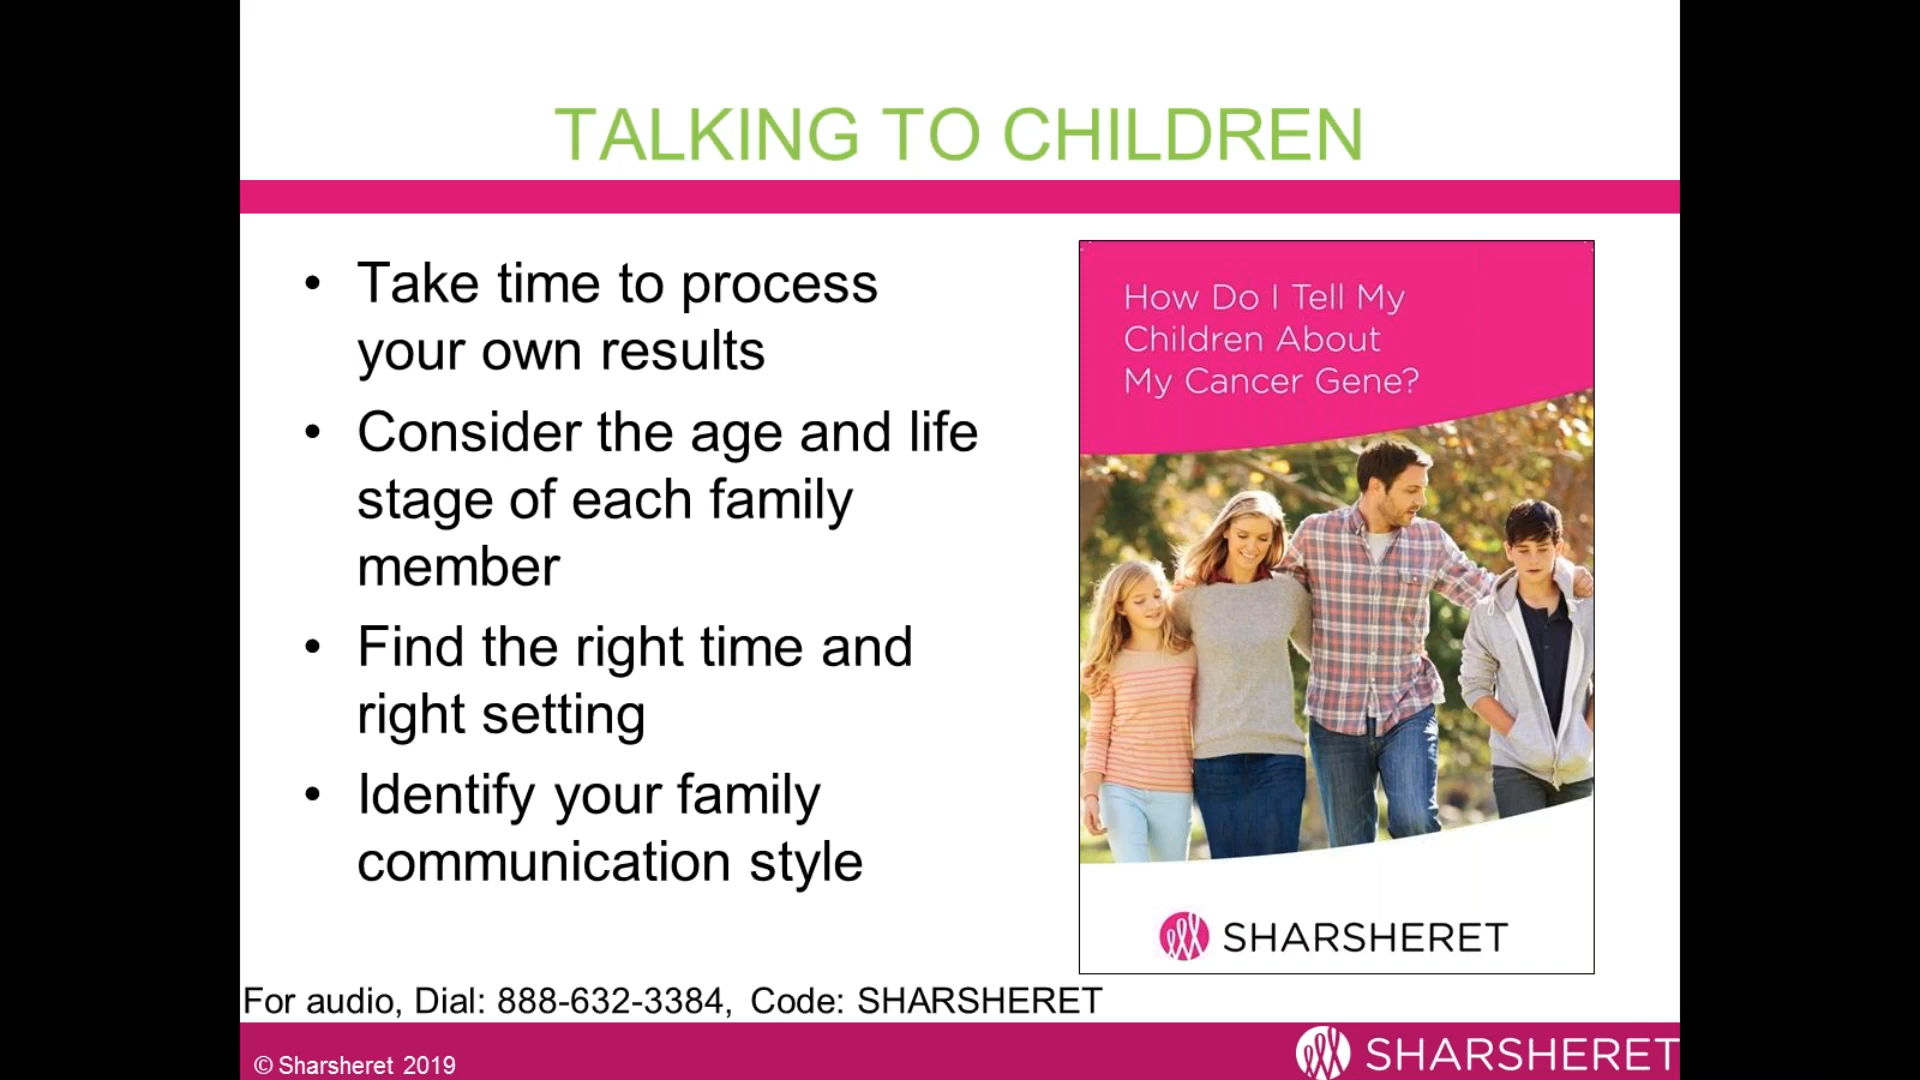 TALKING TO CHILDREN
• Take time to process
your own results
• Consider the age and life
stage of each family
member
• Find the right time and
right setting
• Identify your family
communication style
How Do I Tell My
Children About
My Cancer Gene?
SHARSHERET
For audio, Dial: 888-632-3384, Code: SHARSHERET
© Sharsheret 2019
SHARSHERET